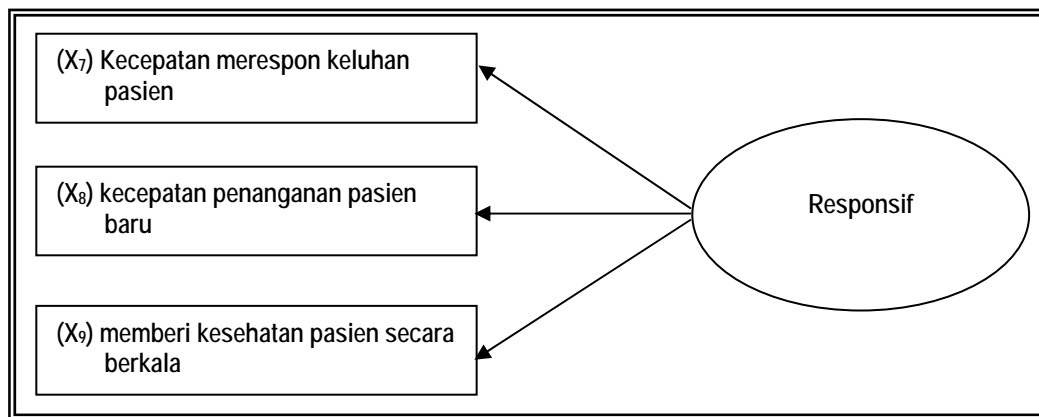 (X₇) Kecepatan merespon keluhan
pasien
(X₈) kecepatan penanganan pasien
baru
(X₉) memberi kesehatan pasien secara
berkala
Responsif